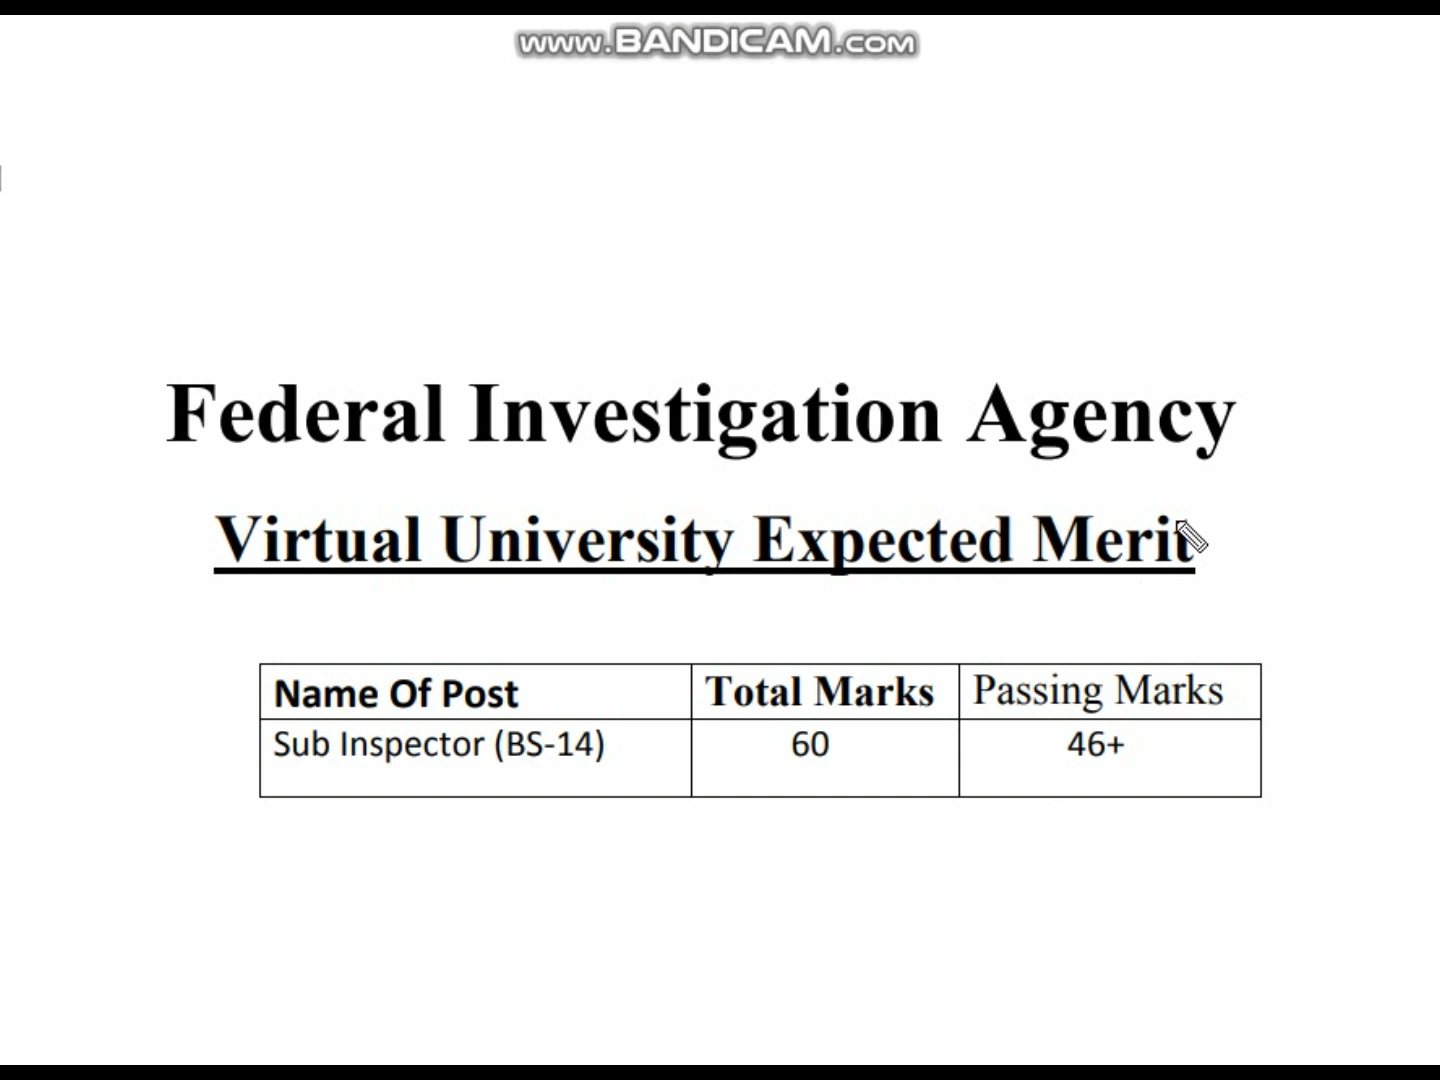 www.BANDICAM.com
Federal Investigation Agency
Virtual University Expected Merit
Name Of Post Total Marks Passing Marks
Sub Inspector (BS-14) 60 46+